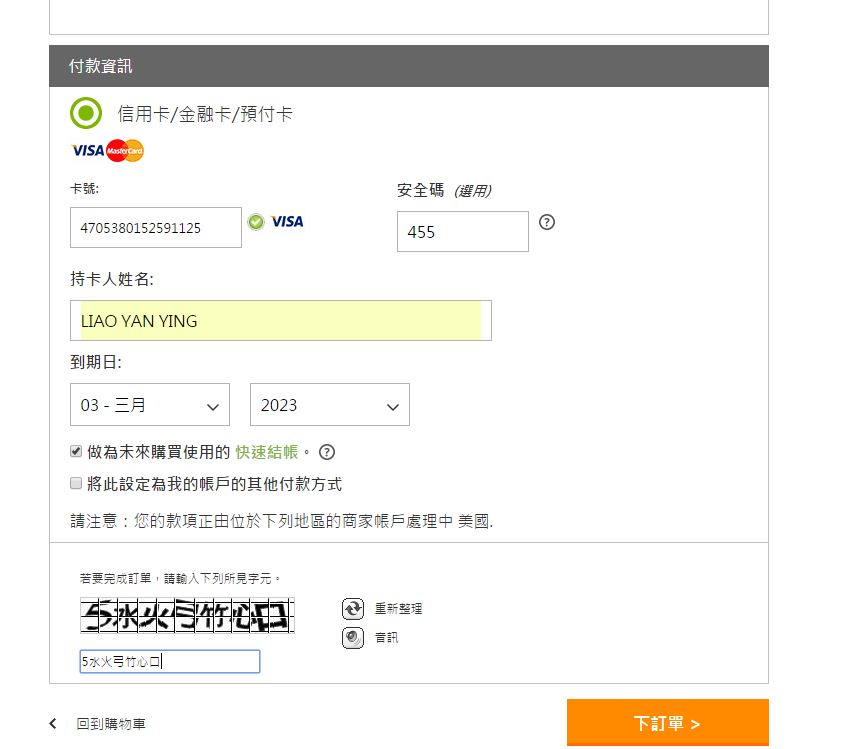 付款資訊
信用卡/金融卡/預付卡
VISA MasterCard
卡號:
安全碼 (選用)
4705380152591125 VISA
455 ?
持卡人姓名:
LIAO YAN YING
到期日:
03 - 三月 2023
做為未來購買使用的 快速結帳。 ?
將此設定為我的帳戶的其他付款方式
請注意：您的款項正由位於下列地區的商家帳戶處理中 美國.
若要完成訂單，請輸入下列所見字元。
5水火弓竹心口
重新整理
音訊
5水火弓竹心口
回到購物車
下訂單 >